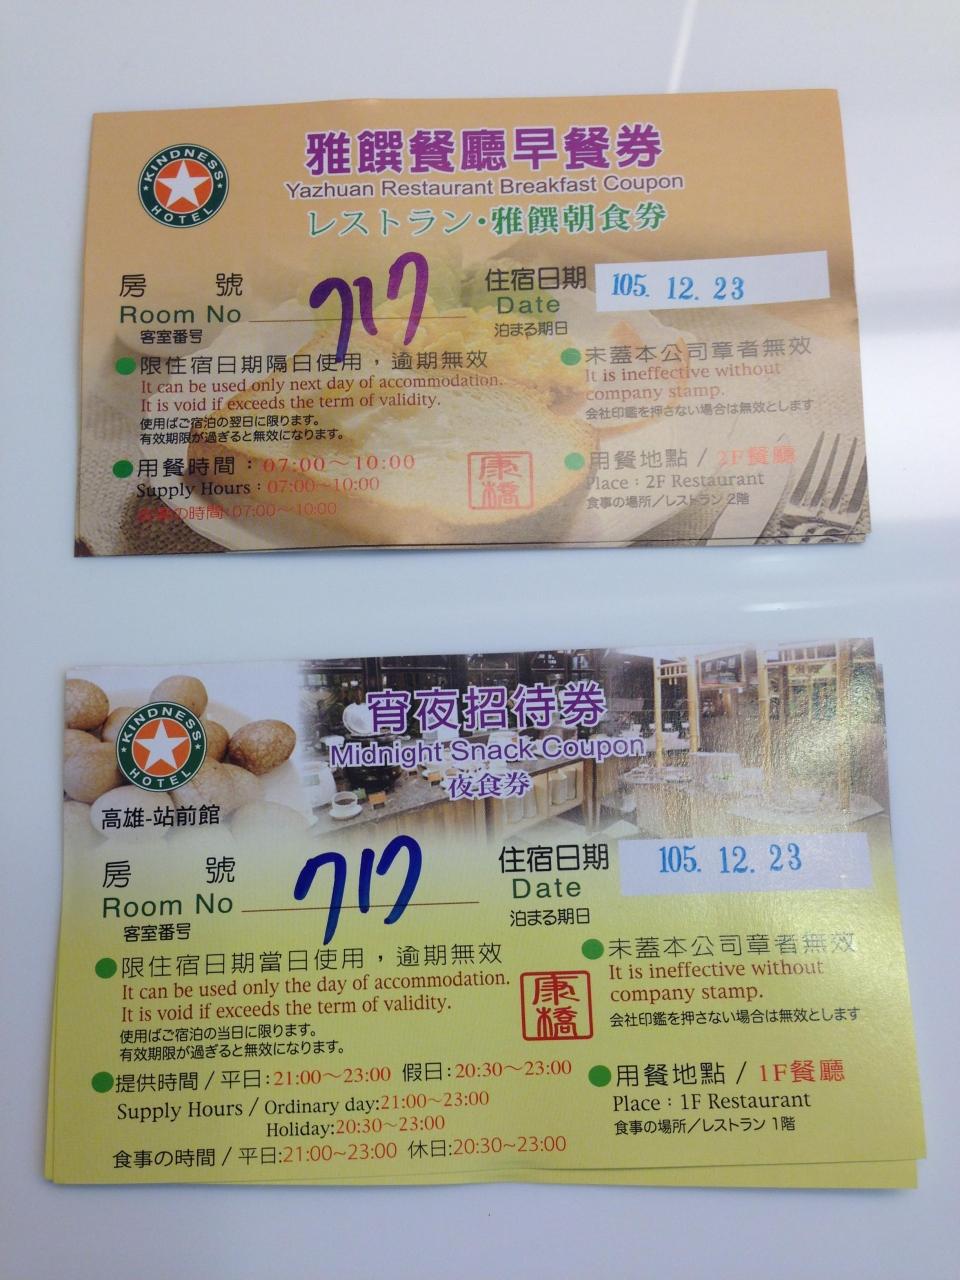 KINDNESS HOTEL
雅饌餐廳早餐券
Yazhuan Restaurant Breakfast Coupon
レストラン・雅饌朝食券
房 號 717 住宿日期 105. 12. 23
Room No Date
客室番号 泊まる期日
●限住宿日期隔日使用，逾期無效
It can be used only next day of accommodation.
It is void if exceeds the term of validity.
使用ばご宿泊の翌日に限ります。
有效期限が過ぎると無效になります。
●未蓋本公司章者無效
It is ineffective without
company stamp.
会社印鑑を押さない場合は無效とします
●用餐時間：07:00～10:00
Supply Hours：07:00～10:00
食事の時間:07:00～10:00
康橋
●用餐地點 / 2F餐廳
Place：2F Restaurant
食事の場所／レストラン 2階
KINDNESS HOTEL
高雄-站前館
宵夜招待券
Midnight Snack Coupon
夜食券
房 號 717 住宿日期 105. 12. 23
Room No Date
客室番号 泊まる期日
●限住宿日期當日使用，逾期無效
It can be used only the day of accommodation.
It is void if exceeds the term of validity.
使用ばご宿泊の当日に限ります。
有效期限が過ぎると無效になります。
康橋
●未蓋本公司章者無效
It is ineffective without
company stamp.
会社印鑑を押さない場合は無效とします
●提供時間 / 平日:21:00～23:00 假日:20:30～23:00
Supply Hours / Ordinary day:21:00～23:00
Holiday:20:30～23:00
食事の時間 / 平日:21:00～23:00 休日:20:30～23:00
●用餐地點 / 1F餐廳
Place：1F Restaurant
食事の場所／レストラン 1階